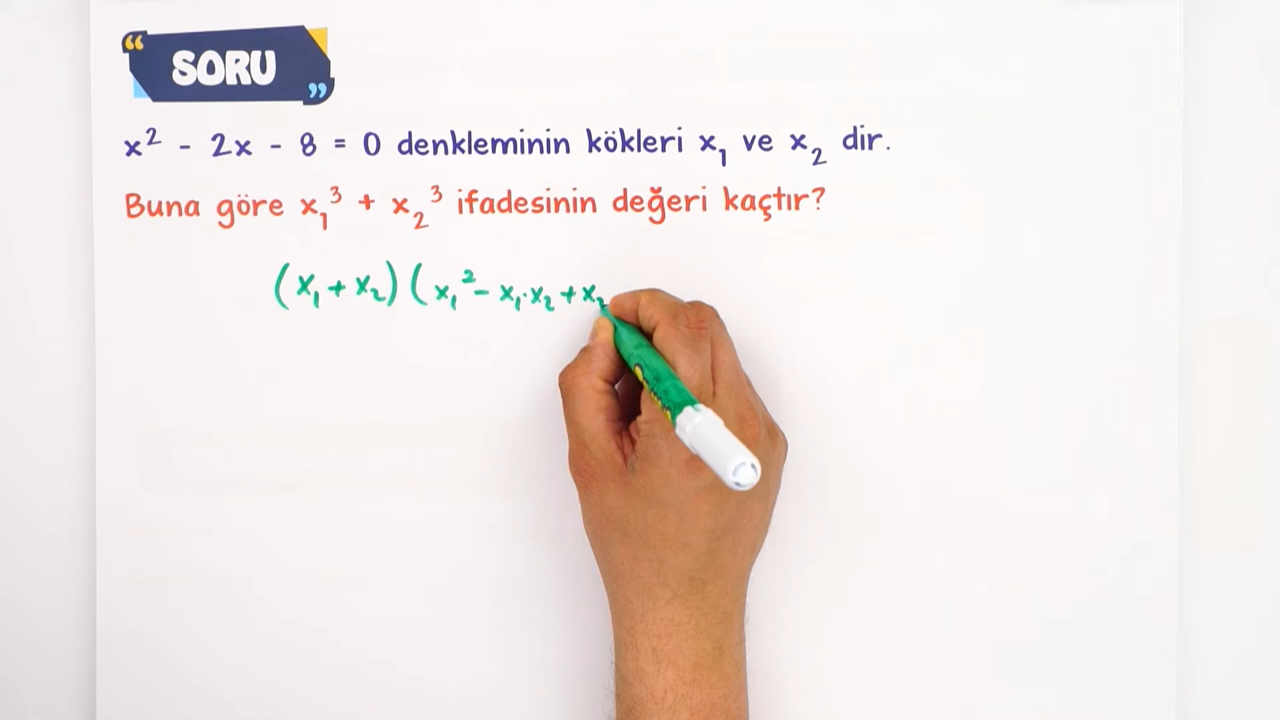 SORU
x² - 2x - 8 = 0 denkleminin kökleri x₁ ve x₂ dir.
Buna göre x₁³ + x₂³ ifadesinin değeri kaçtır?
(x₁ + x₂) (x₁² - x₁·x₂ + x₂